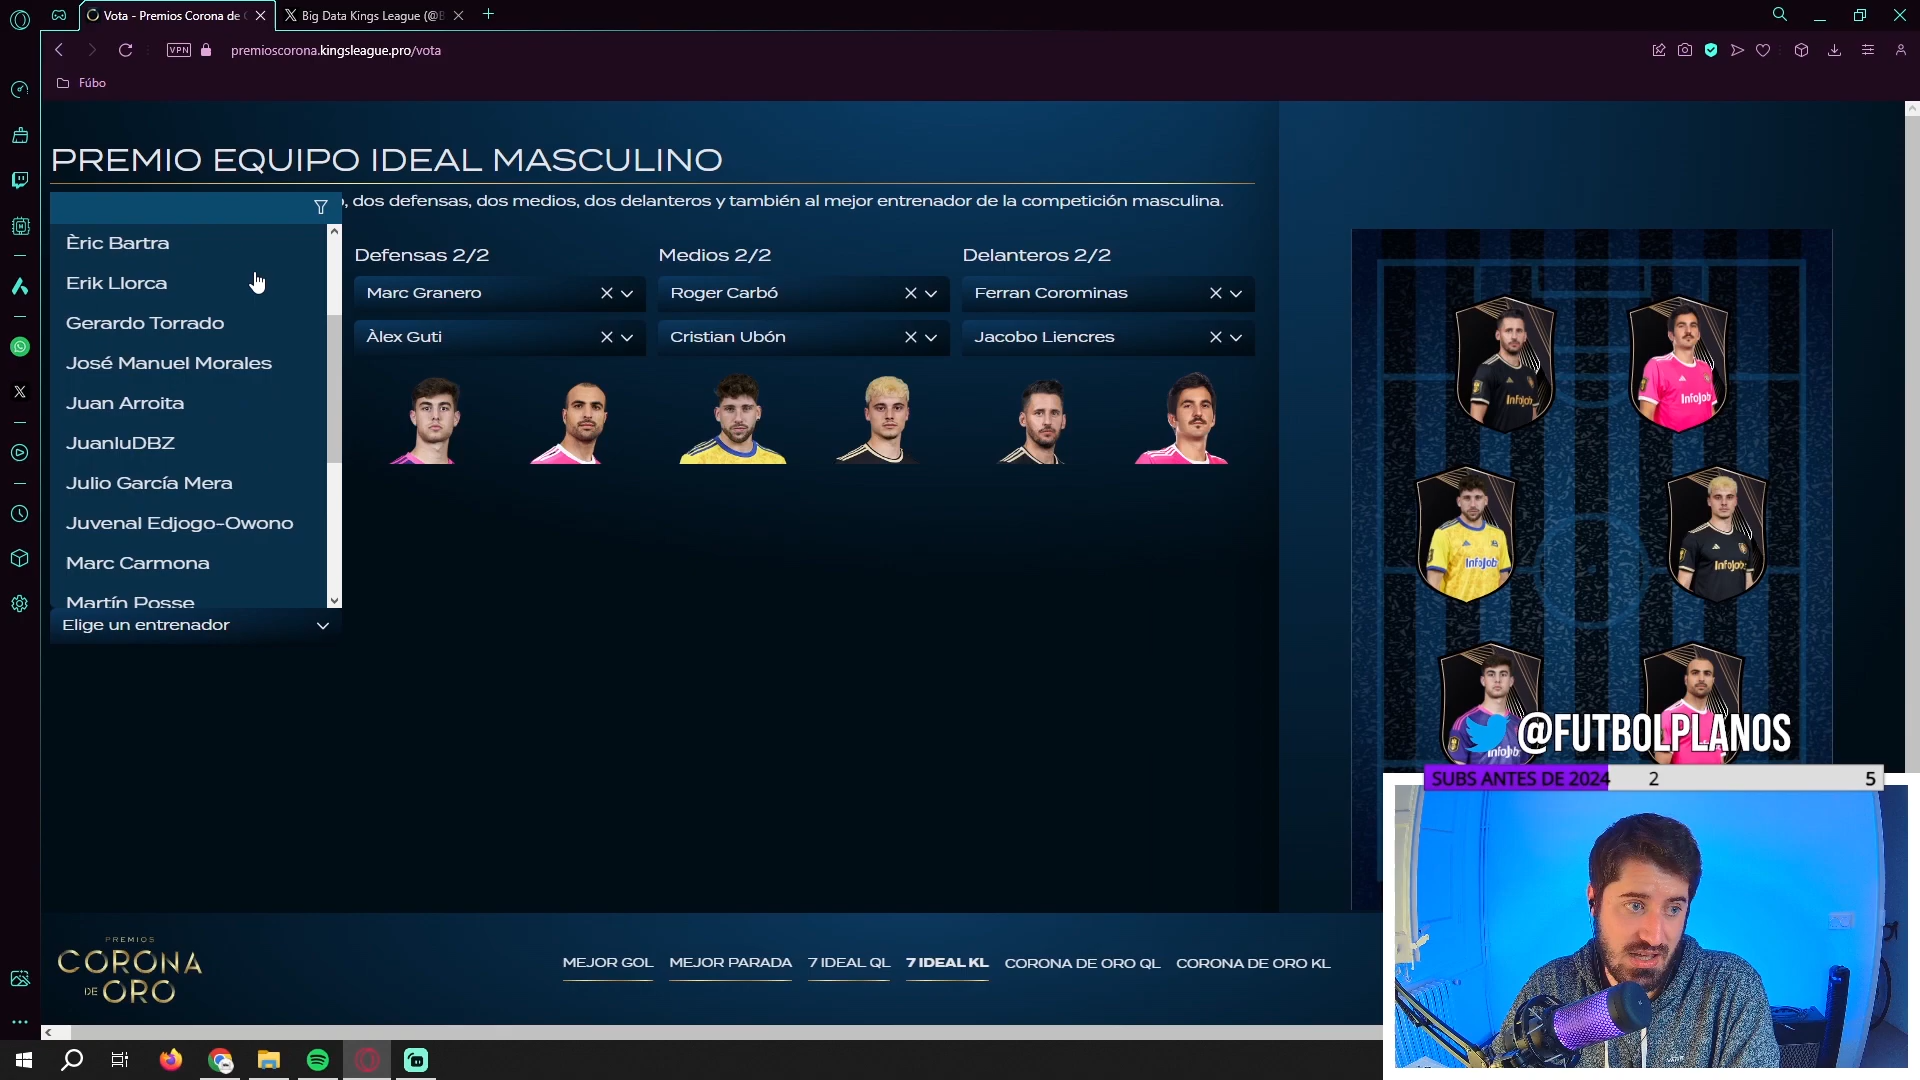 Vota - Premios Corona de
Big Data Kings League (@B
VPN
premioscorona.kingsleague.pro/vota
Fúbo
PREMIO EQUIPO IDEAL MASCULINO
, dos defensas, dos medios, dos delanteros y también al mejor entrenador de la competición masculina.
Èric Bartra
Erik Llorca
Gerardo Torrado
José Manuel Morales
Juan Arroita
JuanluDBZ
Julio García Mera
Juvenal Edjogo-Owono
Marc Carmona
Martín Posse
Elige un entrenador
Defensas 2/2
Marc Granero
Àlex Guti
Medios 2/2
Roger Carbó
Cristian Ubón
Delanteros 2/2
Ferran Corominas
Jacobo Liencres
InfoJobs
InfoJobs
InfoJobs
@FUTBOLPLANOS
SUBS ANTES DE 2024 2 5
PREMIOS
CORONA
DE ORO
MEJOR GOL
MEJOR PARADA
7 IDEAL QL
7 IDEAL KL
CORONA DE ORO QL
CORONA DE ORO KL